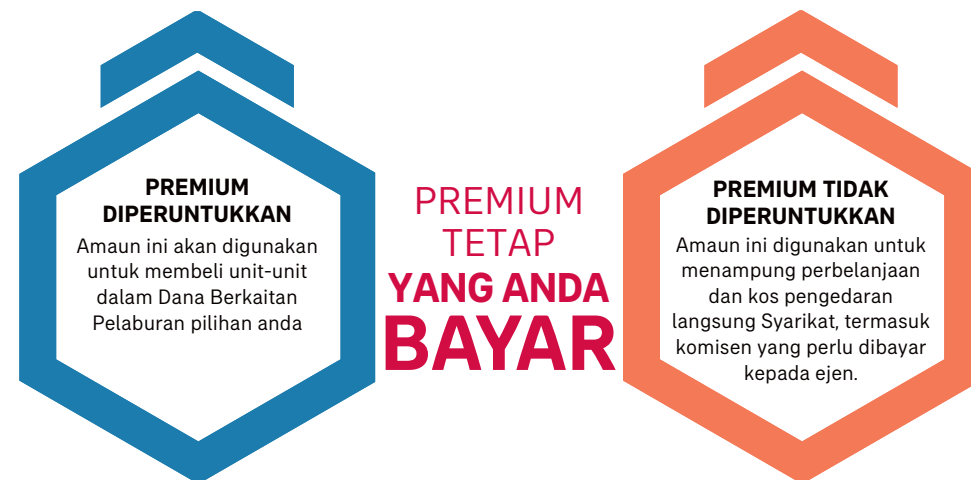 PREMIUM
DIPERUNTUKKAN
Amaun ini akan digunakan
untuk membeli unit-unit
dalam Dana Berkaitan
Pelaburan pilihan anda
PREMIUM
TETAP
YANG ANDA
BAYAR
PREMIUM TIDAK
DIPERUNTUKKAN
Amaun ini digunakan untuk
menampung perbelanjaan
dan kos pengedaran
langsung Syarikat, termasuk
komisen yang perlu dibayar
kepada ejen.